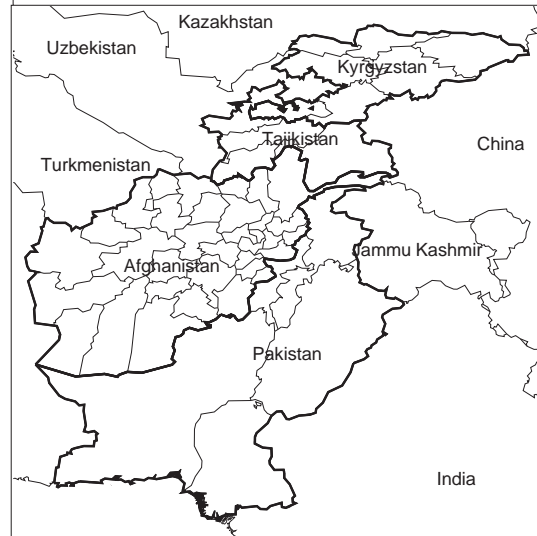 Kazakhstan
Uzbekistan
Kyrgyzstan
Tajikistan
China
Turkmenistan
Jammu Kashmir
Afghanistan
Pakistan
India